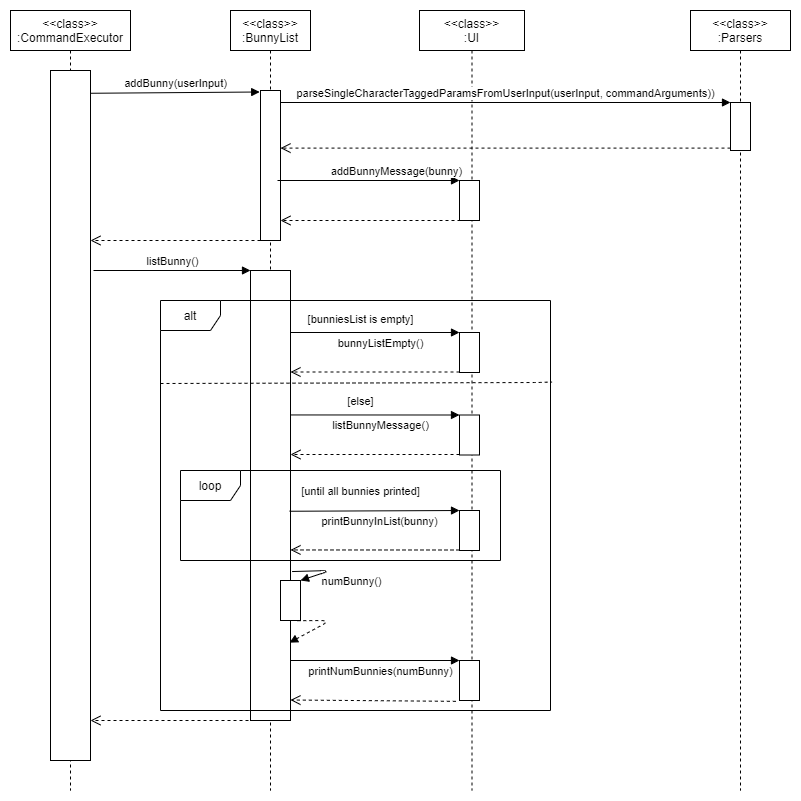 <<class>>
:CommandExecutor
<<class>>
:BunnyList
<<class>>
:UI
<<class>>
:Parsers
addBunny(userInput)
parseSingleCharacterTaggedParamsFromUserInput(userInput, commandArguments))
addBunnyMessage(bunny)
listBunny()
alt
[bunniesList is empty]
bunnyListEmpty()
[else]
listBunnyMessage()
loop
[until all bunnies printed]
printBunnyInList(bunny)
numBunny()
printNumBunnies(numBunny)